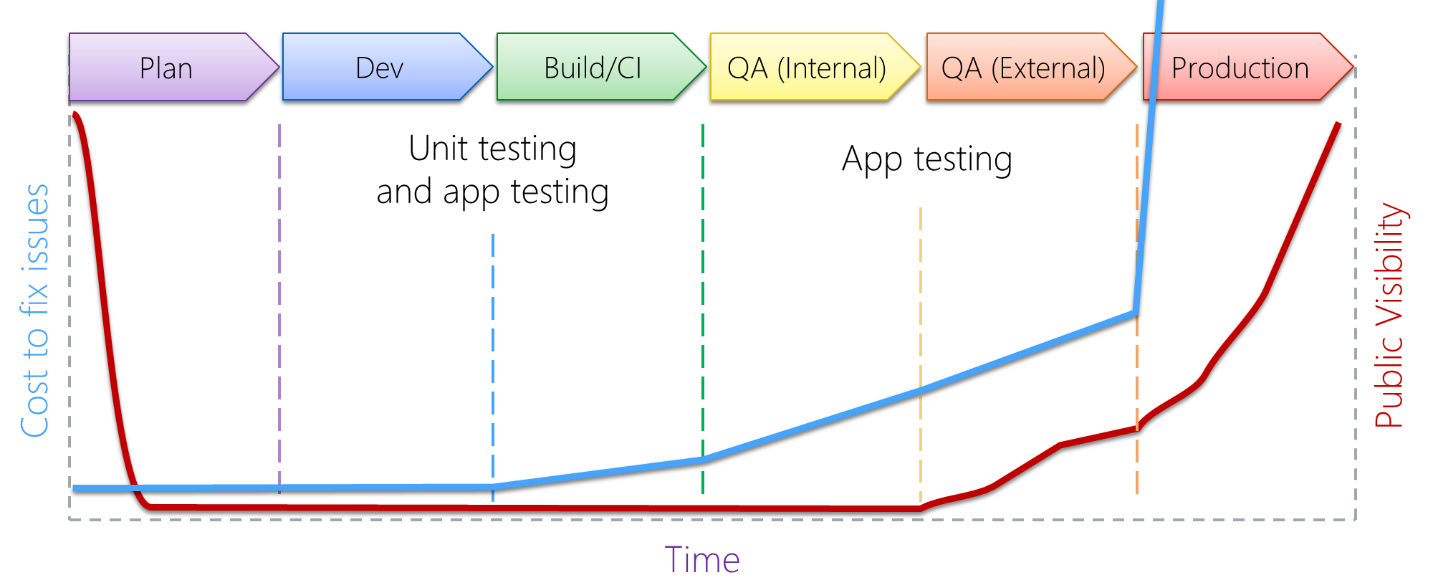 Plan
Dev
Build/CI
QA (Internal)
QA (External)
Production
Unit testing
and app testing
App testing
Cost to fix issues
Public Visibility
Time